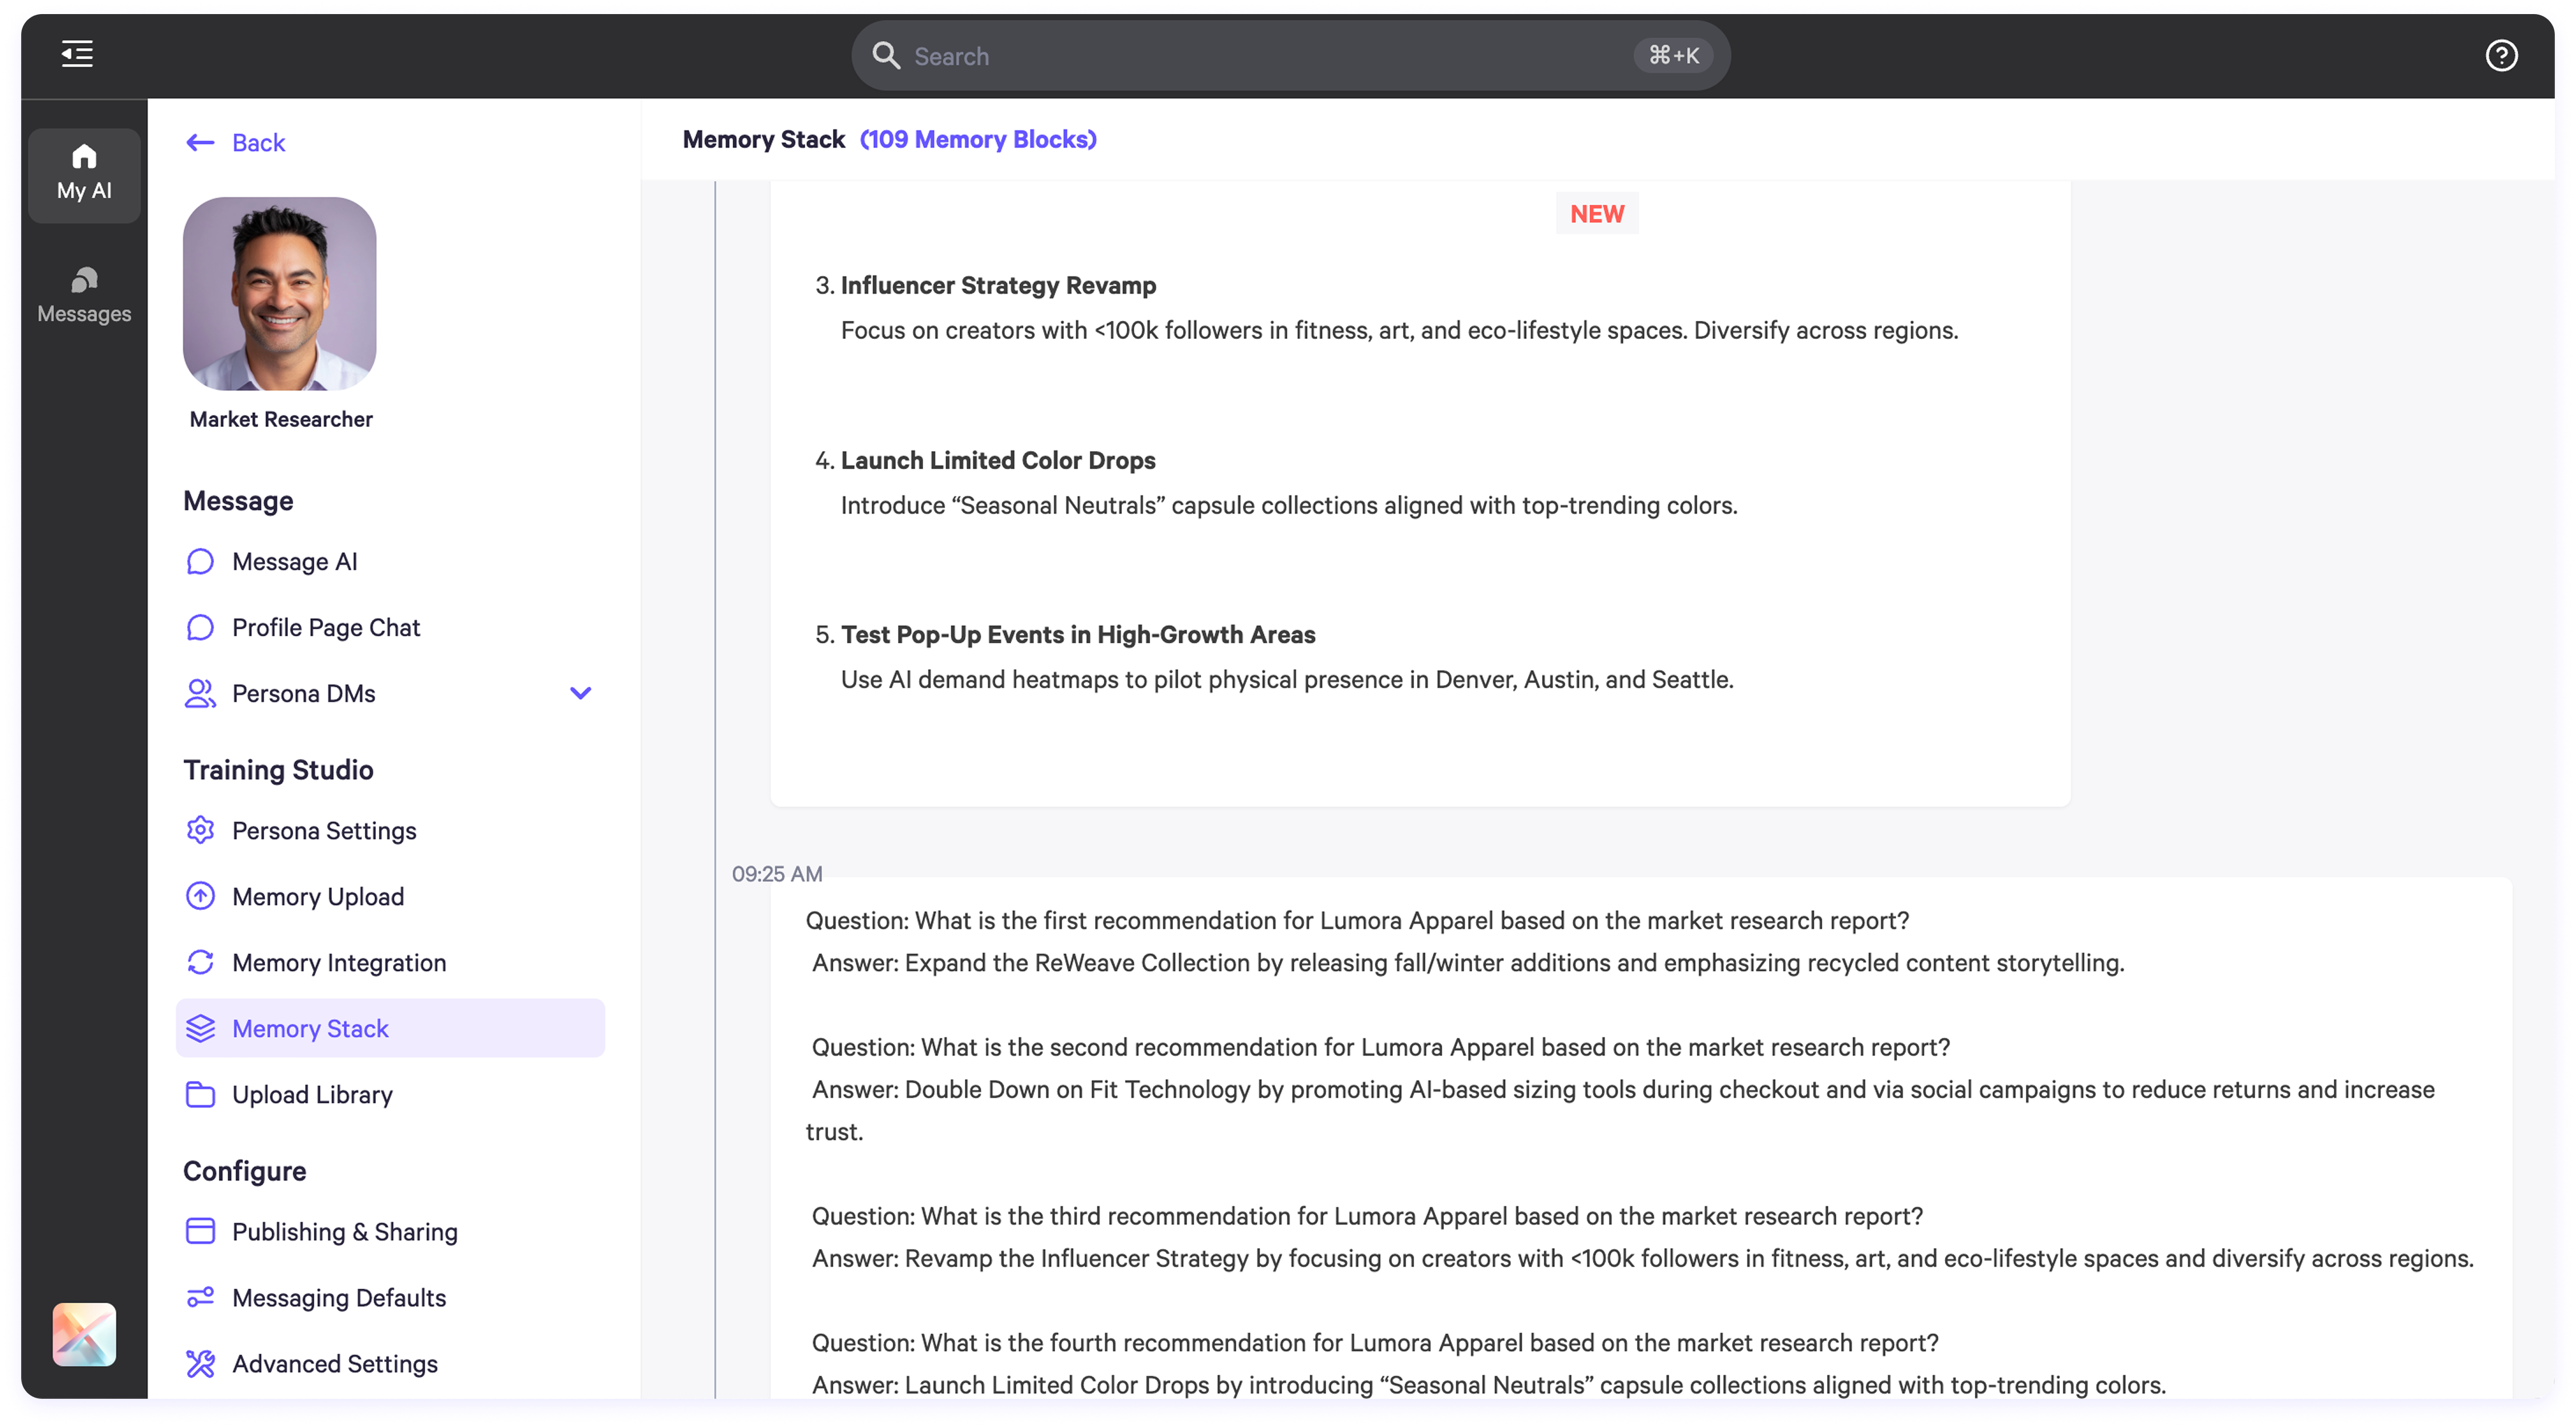 Search
⌘+K
My AI
Messages
Back
Market Researcher
Message
Message AI
Profile Page Chat
Persona DMs
Training Studio
Persona Settings
Memory Upload
Memory Integration
Memory Stack
Upload Library
Configure
Publishing & Sharing
Messaging Defaults
Advanced Settings
Memory Stack (109 Memory Blocks)
NEW
3. Influencer Strategy Revamp
Focus on creators with <100k followers in fitness, art, and eco-lifestyle spaces. Diversify across regions.
4. Launch Limited Color Drops
Introduce “Seasonal Neutrals” capsule collections aligned with top-trending colors.
5. Test Pop-Up Events in High-Growth Areas
Use AI demand heatmaps to pilot physical presence in Denver, Austin, and Seattle.
09:25 AM
Question: What is the first recommendation for Lumora Apparel based on the market research report?
Answer: Expand the ReWeave Collection by releasing fall/winter additions and emphasizing recycled content storytelling.
Question: What is the second recommendation for Lumora Apparel based on the market research report?
Answer: Double Down on Fit Technology by promoting AI-based sizing tools during checkout and via social campaigns to reduce returns and increase
trust.
Question: What is the third recommendation for Lumora Apparel based on the market research report?
Answer: Revamp the Influencer Strategy by focusing on creators with <100k followers in fitness, art, and eco-lifestyle spaces and diversify across regions.
Question: What is the fourth recommendation for Lumora Apparel based on the market research report?
Answer: Launch Limited Color Drops by introducing “Seasonal Neutrals” capsule collections aligned with top-trending colors.